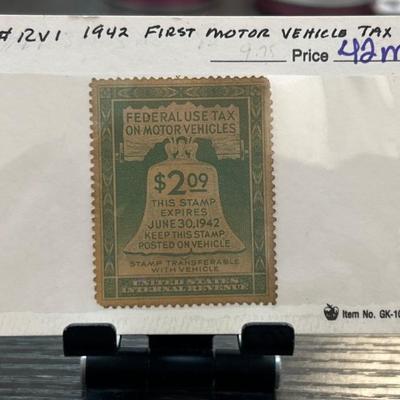 #RV1 1942 FIRST MOTOR VEHICLE TAX
9.75 Price 42m
FEDERAL USE TAX
ON MOTOR VEHICLES
$2.09
THIS STAMP
EXPIRES
JUNE 30, 1942
KEEP THIS STAMP
POSTED ON VEHICLE
STAMP TRANSFERABLE
WITH VEHICLE
UNITED STATES
INTERNAL REVENUE
Item No. GK-10